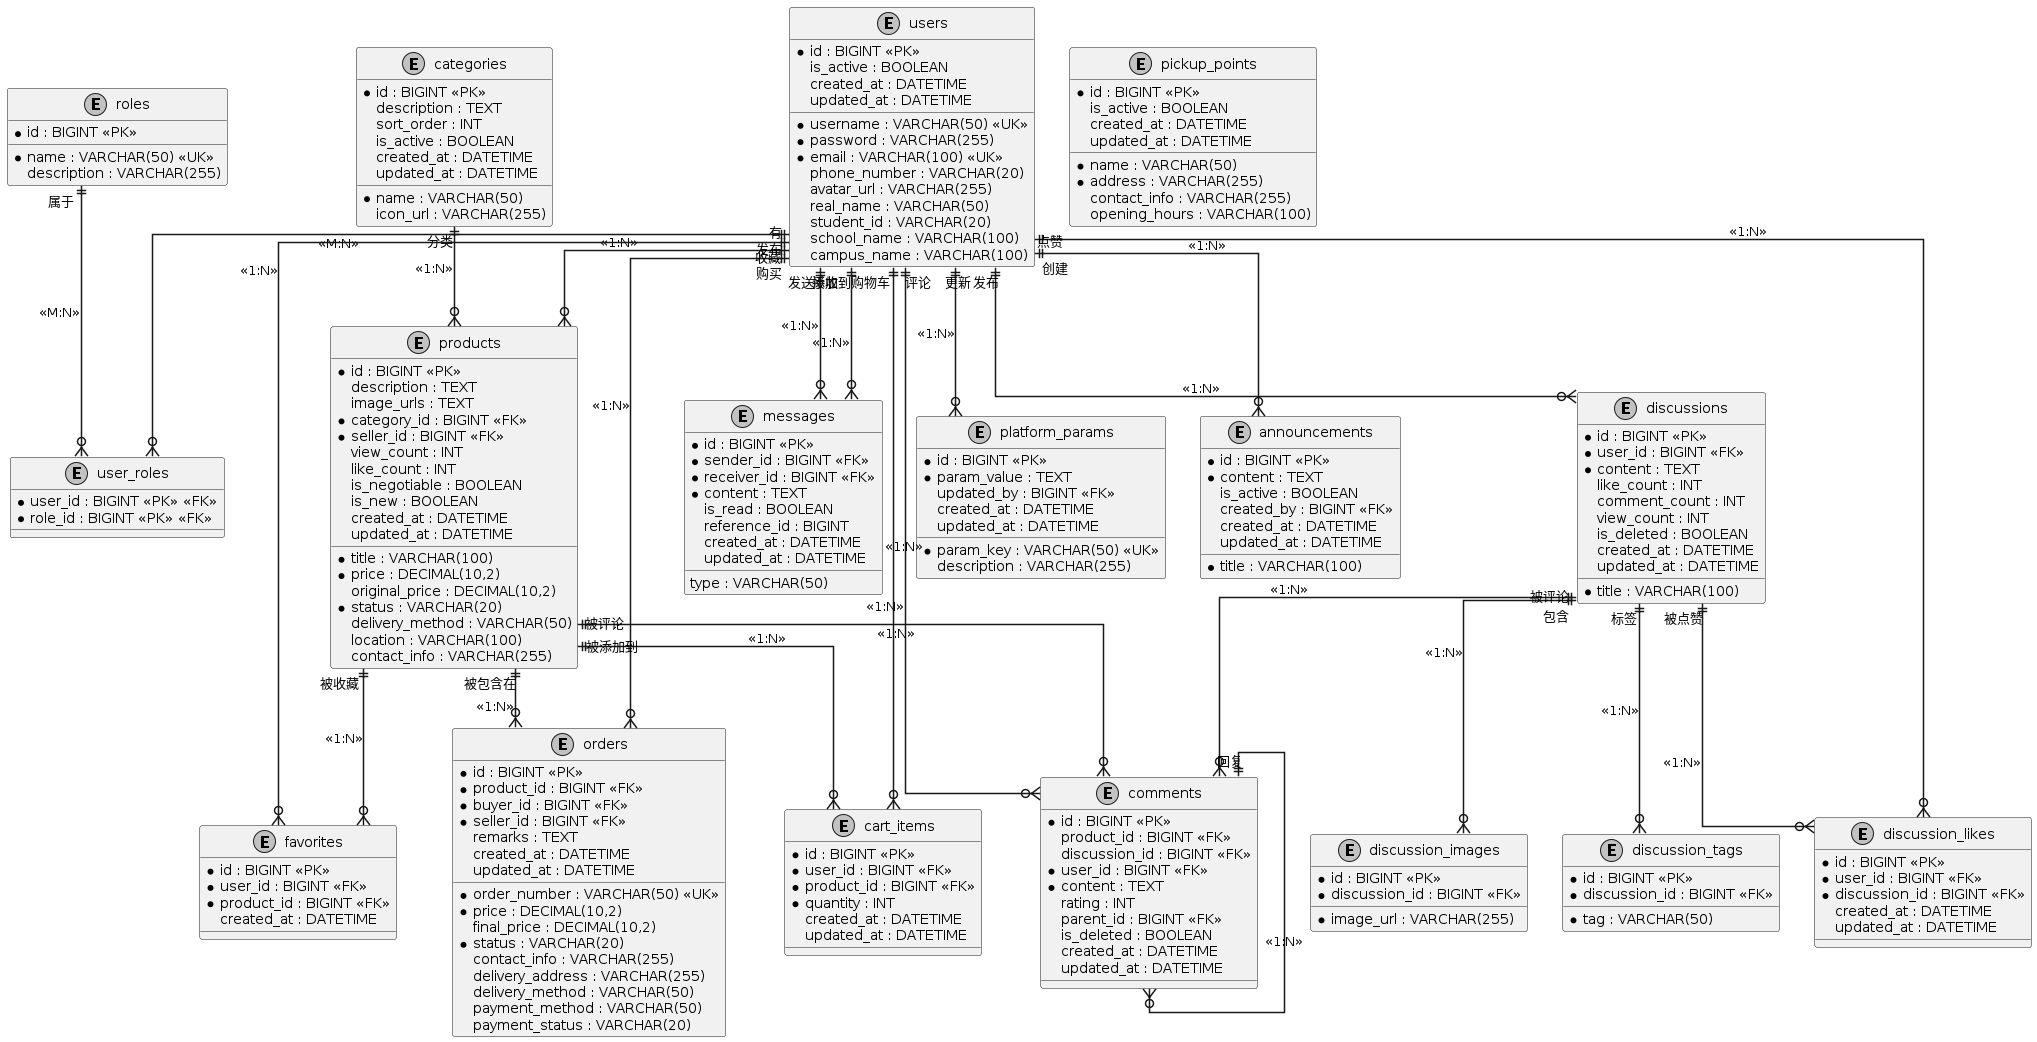 users
id : BIGINT «PK»
is_active : BOOLEAN
created_at : DATETIME
updated_at : DATETIME
username : VARCHAR(50) «UK»
password : VARCHAR(255)
email : VARCHAR(100) «UK»
phone_number : VARCHAR(20)
avatar_url : VARCHAR(255)
real_name : VARCHAR(50)
student_id : VARCHAR(20)
school_name : VARCHAR(100)
campus_name : VARCHAR(100)
categories
id : BIGINT «PK»
description : TEXT
sort_order : INT
is_active : BOOLEAN
created_at : DATETIME
updated_at : DATETIME
name : VARCHAR(50)
icon_url : VARCHAR(255)
pickup_points
id : BIGINT «PK»
is_active : BOOLEAN
created_at : DATETIME
updated_at : DATETIME
name : VARCHAR(50)
address : VARCHAR(255)
contact_info : VARCHAR(255)
opening_hours : VARCHAR(100)
roles
id : BIGINT «PK»
name : VARCHAR(50) «UK»
description : VARCHAR(255)
属于
«M:N»
«M:N»
分类
«1:N»
«1:N»
«1:N»
有
发布
收藏
购买
点赞
创建
«1:N»
«1:N»
发送
添加到购物车
评论
更新
发布
«1:N»
«1:N»
«1:N»
«1:N»
«1:N»
products
id : BIGINT «PK»
description : TEXT
image_urls : TEXT
category_id : BIGINT «FK»
seller_id : BIGINT «FK»
view_count : INT
like_count : INT
is_negotiable : BOOLEAN
is_new : BOOLEAN
created_at : DATETIME
updated_at : DATETIME
title : VARCHAR(100)
price : DECIMAL(10,2)
original_price : DECIMAL(10,2)
status : VARCHAR(20)
delivery_method : VARCHAR(50)
location : VARCHAR(100)
contact_info : VARCHAR(255)
user_roles
user_id : BIGINT «PK» «FK»
role_id : BIGINT «PK» «FK»
messages
id : BIGINT «PK»
sender_id : BIGINT «FK»
receiver_id : BIGINT «FK»
content : TEXT
is_read : BOOLEAN
reference_id : BIGINT
created_at : DATETIME
updated_at : DATETIME
type : VARCHAR(50)
platform_params
id : BIGINT «PK»
param_value : TEXT
updated_by : BIGINT «FK»
created_at : DATETIME
updated_at : DATETIME
param_key : VARCHAR(50) «UK»
description : VARCHAR(255)
announcements
id : BIGINT «PK»
content : TEXT
is_active : BOOLEAN
created_by : BIGINT «FK»
created_at : DATETIME
updated_at : DATETIME
title : VARCHAR(100)
discussions
id : BIGINT «PK»
user_id : BIGINT «FK»
content : TEXT
like_count : INT
comment_count : INT
view_count : INT
is_deleted : BOOLEAN
created_at : DATETIME
updated_at : DATETIME
title : VARCHAR(100)
«1:N»
«1:N»
«1:N»
«1:N»
被评论
被添加到
«1:N»
被评论
包含
标签
被点赞
被收藏
被包含在
«1:N»
«1:N»
«1:N»
«1:N»
«1:N»
回复
«1:N»
orders
id : BIGINT «PK»
product_id : BIGINT «FK»
buyer_id : BIGINT «FK»
seller_id : BIGINT «FK»
remarks : TEXT
created_at : DATETIME
updated_at : DATETIME
order_number : VARCHAR(50) «UK»
price : DECIMAL(10,2)
final_price : DECIMAL(10,2)
status : VARCHAR(20)
contact_info : VARCHAR(255)
delivery_address : VARCHAR(255)
delivery_method : VARCHAR(50)
payment_method : VARCHAR(50)
payment_status : VARCHAR(20)
favorites
id : BIGINT «PK»
user_id : BIGINT «FK»
product_id : BIGINT «FK»
created_at : DATETIME
cart_items
id : BIGINT «PK»
user_id : BIGINT «FK»
product_id : BIGINT «FK»
quantity : INT
created_at : DATETIME
updated_at : DATETIME
comments
id : BIGINT «PK»
product_id : BIGINT «FK»
discussion_id : BIGINT «FK»
user_id : BIGINT «FK»
content : TEXT
rating : INT
parent_id : BIGINT «FK»
is_deleted : BOOLEAN
created_at : DATETIME
updated_at : DATETIME
discussion_images
id : BIGINT «PK»
discussion_id : BIGINT «FK»
image_url : VARCHAR(255)
discussion_tags
id : BIGINT «PK»
discussion_id : BIGINT «FK»
tag : VARCHAR(50)
discussion_likes
id : BIGINT «PK»
user_id : BIGINT «FK»
discussion_id : BIGINT «FK»
created_at : DATETIME
updated_at : DATETIME